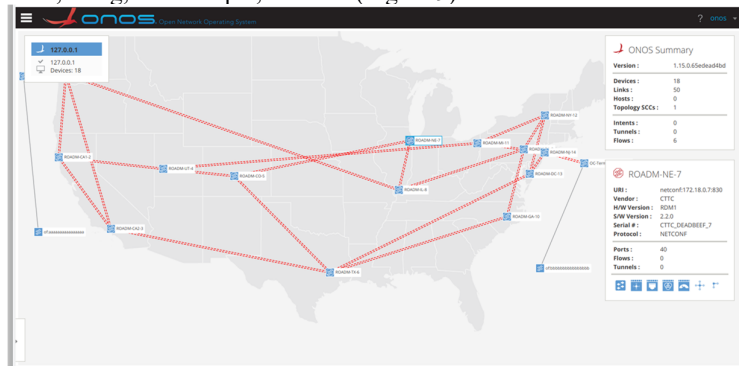 ONOS Open Network Operating System
? onos
127.0.0.1
127.0.0.1
Devices: 18
ONOS Summary
Version : 1.15.0.65edead4bd
Devices : 18
Links : 50
Hosts : 0
Topology SCCs : 1
Intents : 0
Tunnels : 0
Flows : 6
ROADM-NE-7
URI : netconf:172.18.0.7:830
Vendor : CTTC
H/W Version : RDM1
S/W Version : 2.2.0
Serial # : CTTC_DEADBEEF_7
Protocol : NETCONF
Ports : 40
Flows : 0
Tunnels : 0
ROADM-NY-12
ROADM-NE-7
ROADM-MI-11
ROADM-NJ-14
ROADM-CA1-2
ROADM-UT-4
ROADM-CO-5
ROADM-DC-13
ROADM-IL-8
ROADM-GA-10
ROADM-CA2-3
ROADM-TX-6